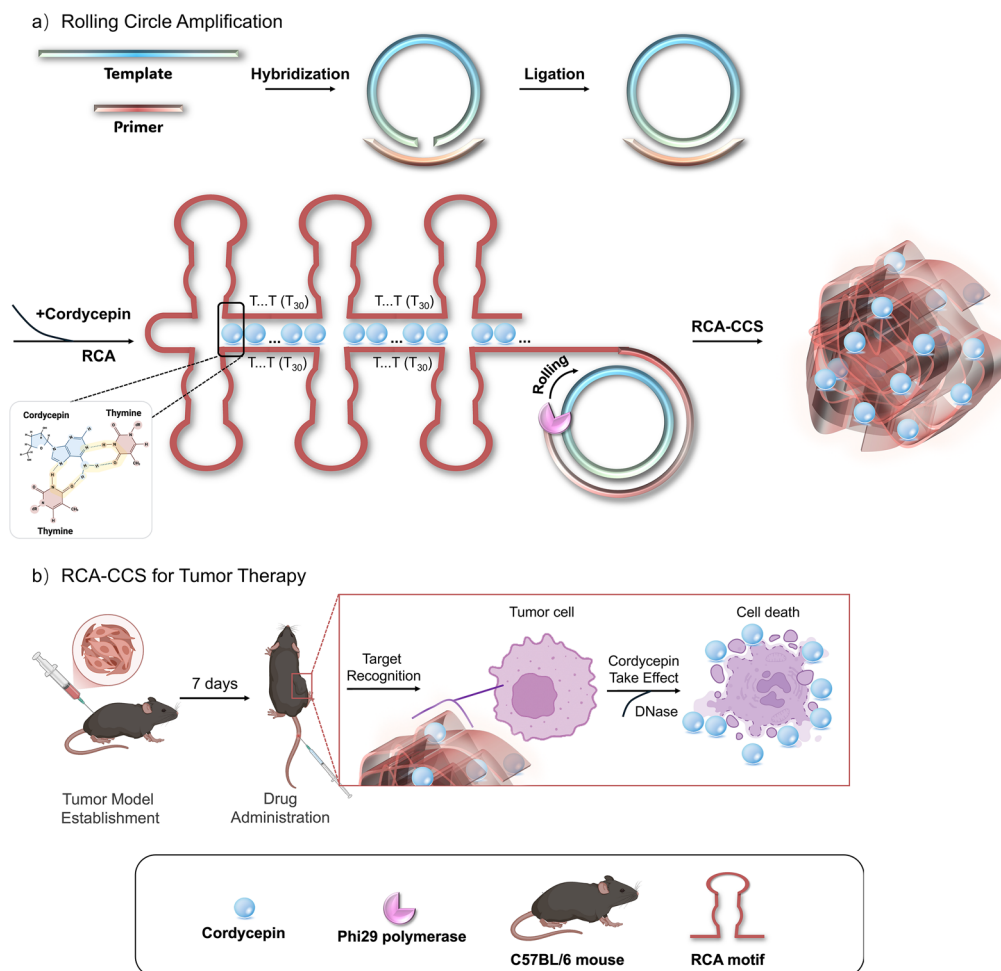 a) Rolling Circle Amplification
Template
Primer
Hybridization
Ligation
+Cordycepin
RCA
T...T (T30)
T...T (T30)
T...T (T30)
T...T (T30)
...
...
...
Rolling
RCA-CCS
Cordycepin
Thymine
Thymine
b) RCA-CCS for Tumor Therapy
7 days
Tumor Model
Establishment
Drug
Administration
Target
Recognition
Tumor cell
Cordycepin
Take Effect
DNase
Cell death
Cordycepin
Phi29 polymerase
C57BL/6 mouse
RCA motif